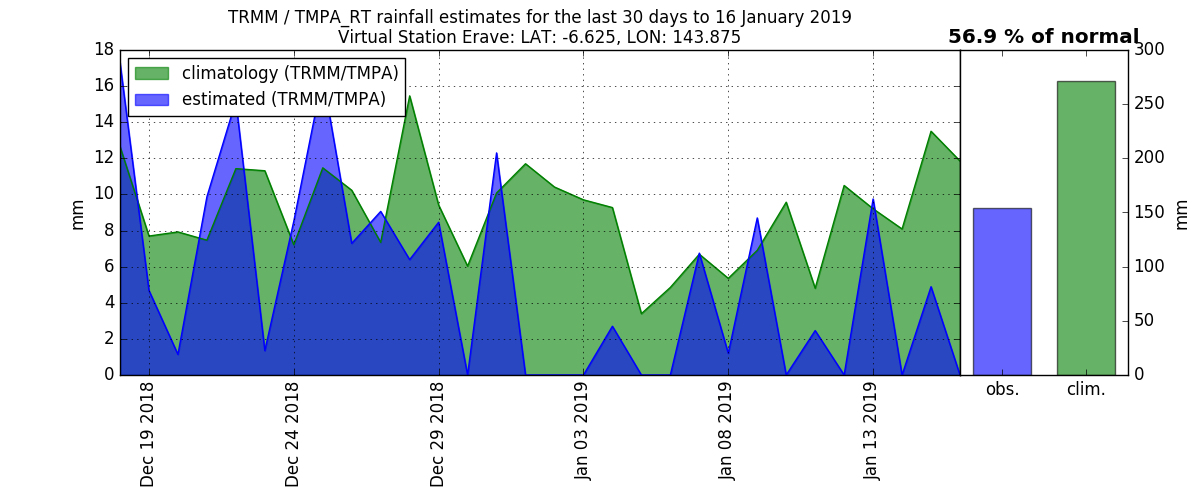 TRMM / TMPA_RT rainfall estimates for the last 30 days to 16 January 2019
Virtual Station Erave: LAT: -6.625, LON: 143.875
56.9 % of normal
climatology (TRMM/TMPA)
estimated (TRMM/TMPA)
18
16
14
12
10
8
6
4
2
0
mm
Dec 19 2018
Dec 24 2018
Dec 29 2018
Jan 03 2019
Jan 08 2019
Jan 13 2019
300
250
200
150
100
50
0
mm
obs.
clim.